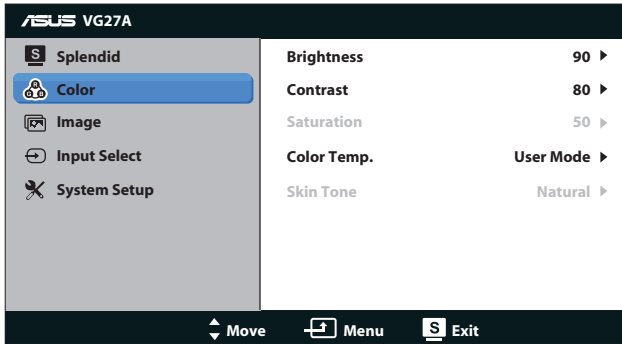 ASUS VG27A
S Splendid
Color
Image
Input Select
System Setup
Brightness 90
Contrast 80
Saturation 50
Color Temp. User Mode
Skin Tone Natural
Move Menu S Exit